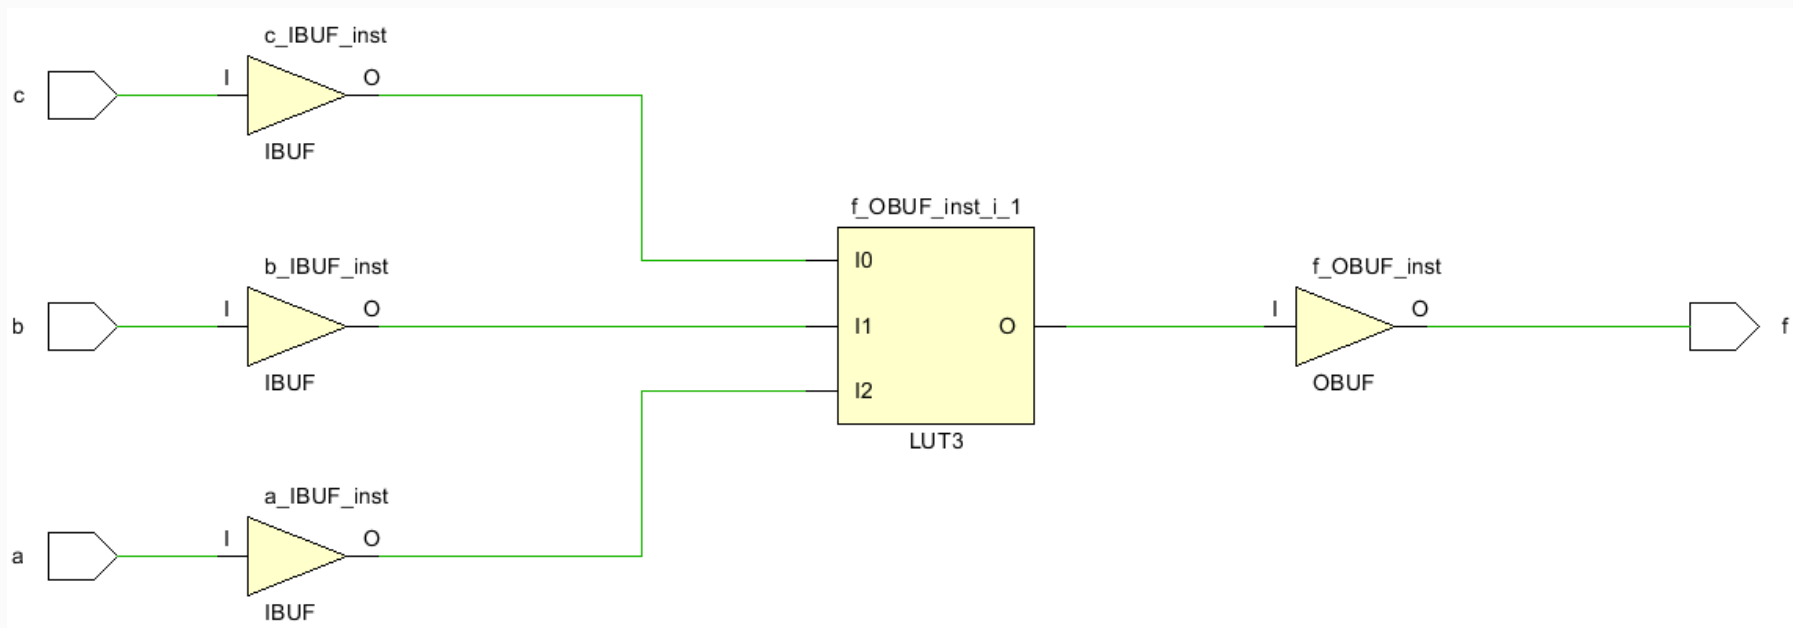 c_IBUF_inst
c
I
O
IBUF
f_OBUF_inst_i_1
b_IBUF_inst
I0
f_OBUF_inst
b
I
O
I1
O
I
O
f
IBUF
I2
OBUF
LUT3
a_IBUF_inst
a
I
O
IBUF